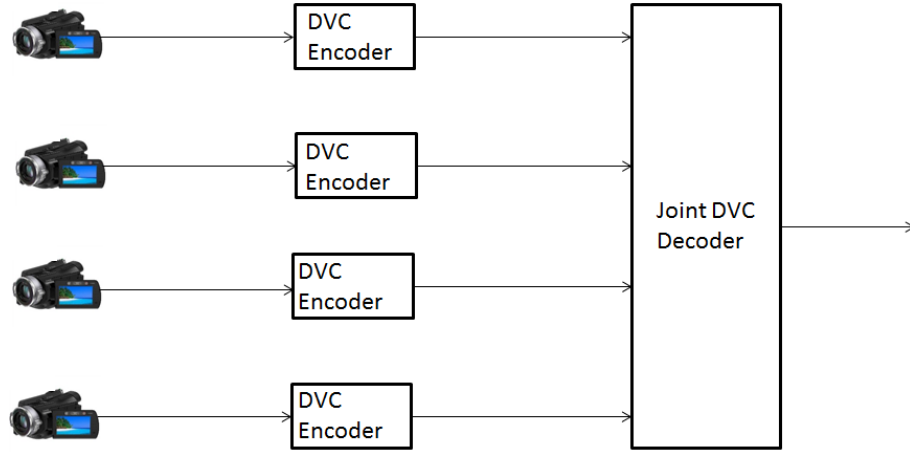 DVC
Encoder
DVC
Encoder
DVC
Encoder
DVC
Encoder
Joint DVC
Decoder